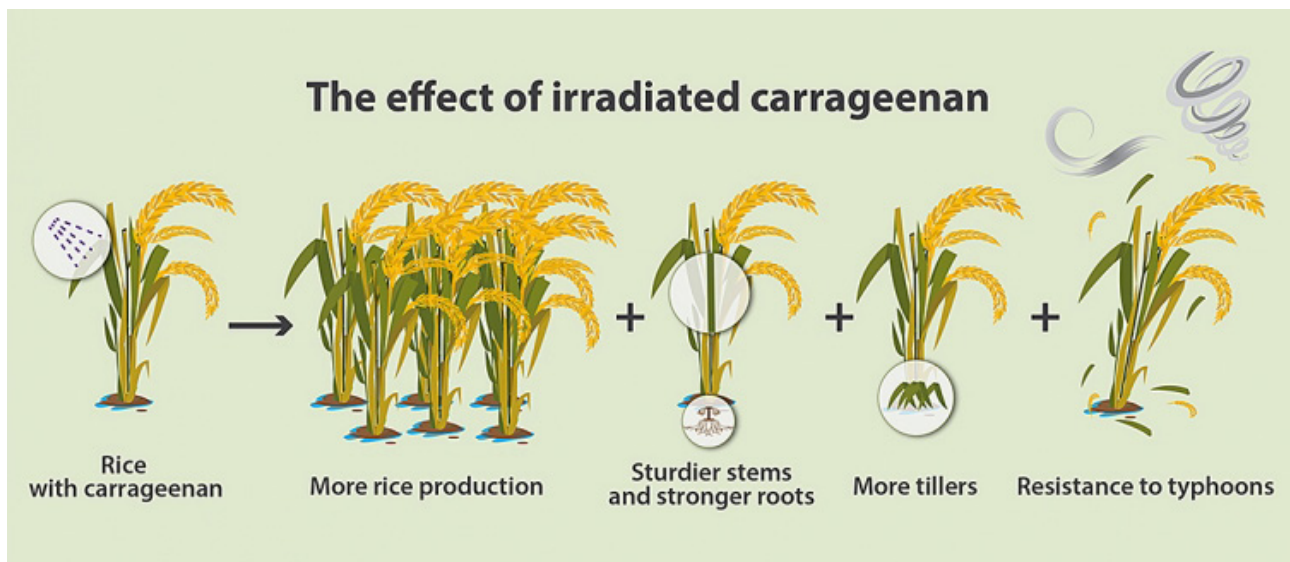 The effect of irradiated carrageenan
Rice
with carrageenan
More rice production
Sturdier stems
and stronger roots
More tillers
Resistance to typhoons